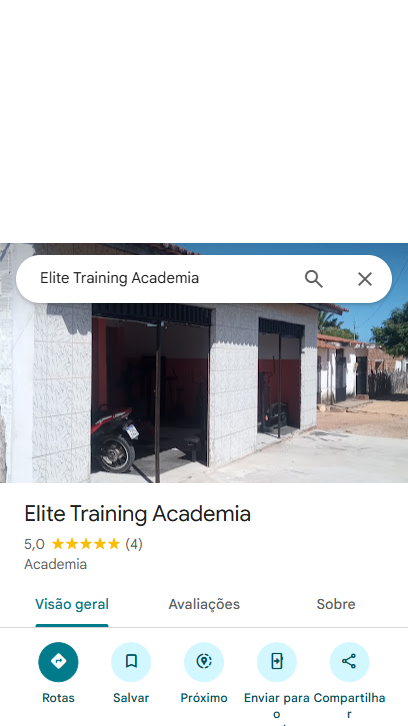 Elite Training Academia
Elite Training Academia
5,0 (4)
Academia
Visão geral Avaliações Sobre
Rotas Salvar Próximo Enviar para o Compartilhar